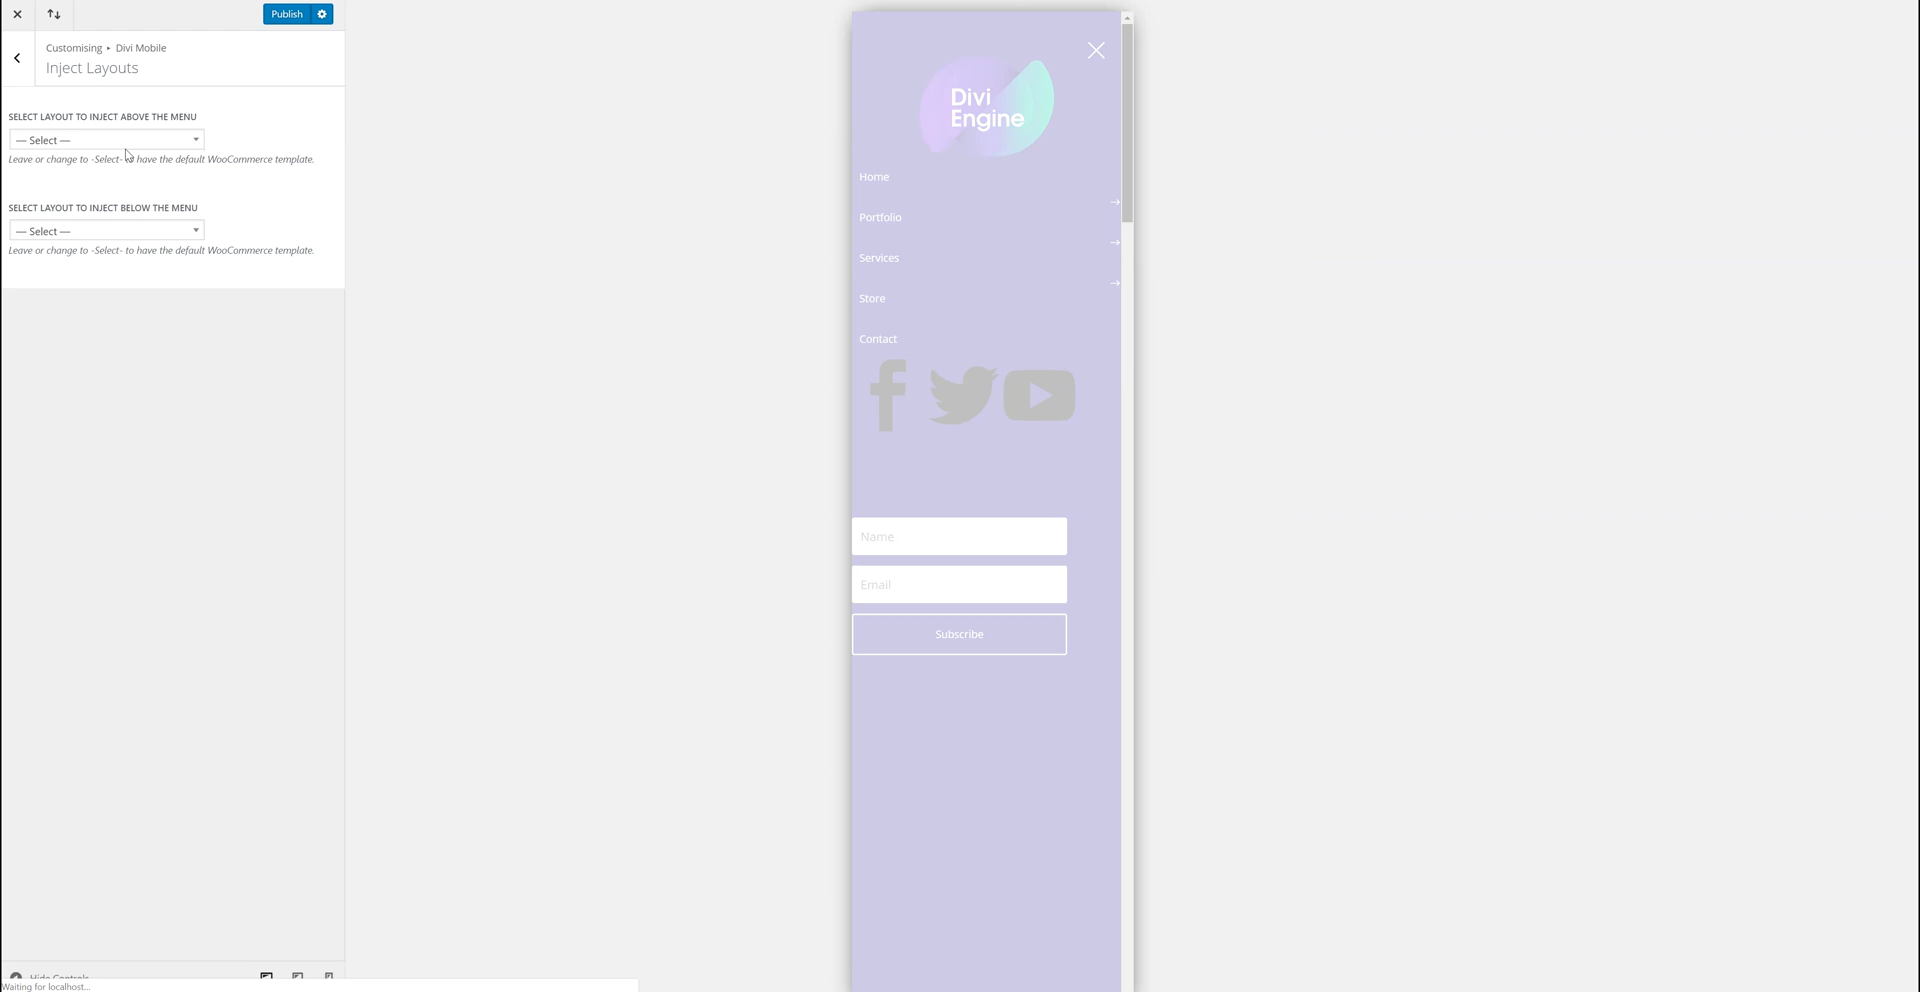 Publish
Customising ▸ Divi Mobile
Inject Layouts
SELECT LAYOUT TO INJECT ABOVE THE MENU
— Select —
Leave or change to -Select- to have the default WooCommerce template.
SELECT LAYOUT TO INJECT BELOW THE MENU
— Select —
Leave or change to -Select- to have the default WooCommerce template.
Hide Controls
Waiting for localhost...
Divi
Engine
Home
Portfolio
Services
Store
Contact
Name
Email
Subscribe